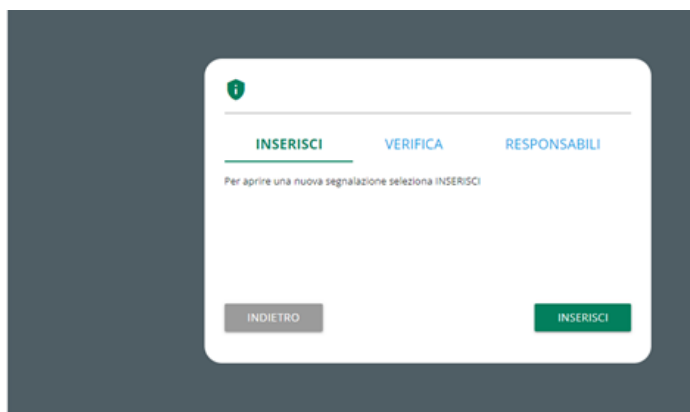 INSERISCI VERIFICA RESPONSABILI
Per aprire una nuova segnalazione seleziona INSERISCI
INDIETRO INSERISCI